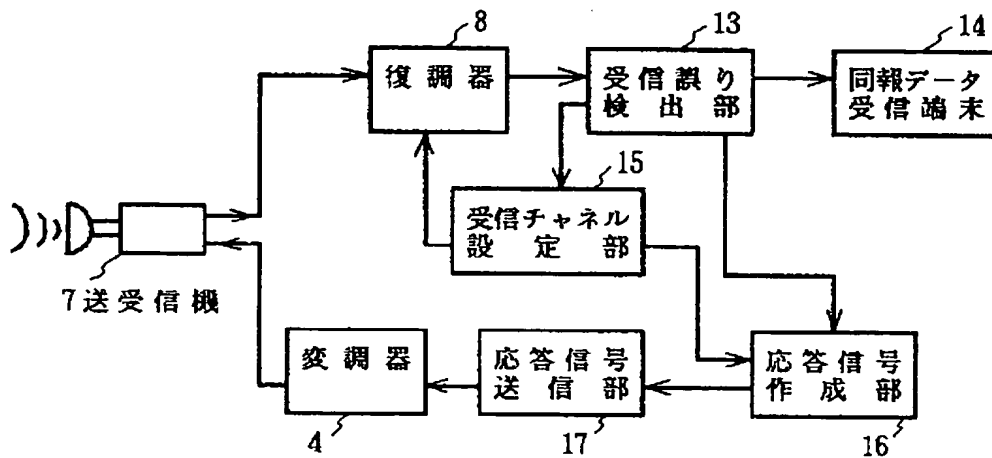 8
復調器
13
受信誤り
検出部
14
同報データ
受信端末
15
受信チャネル
設定部
7送受信機
変調器
4
応答信号
送信部
17
応答信号
作成部
16